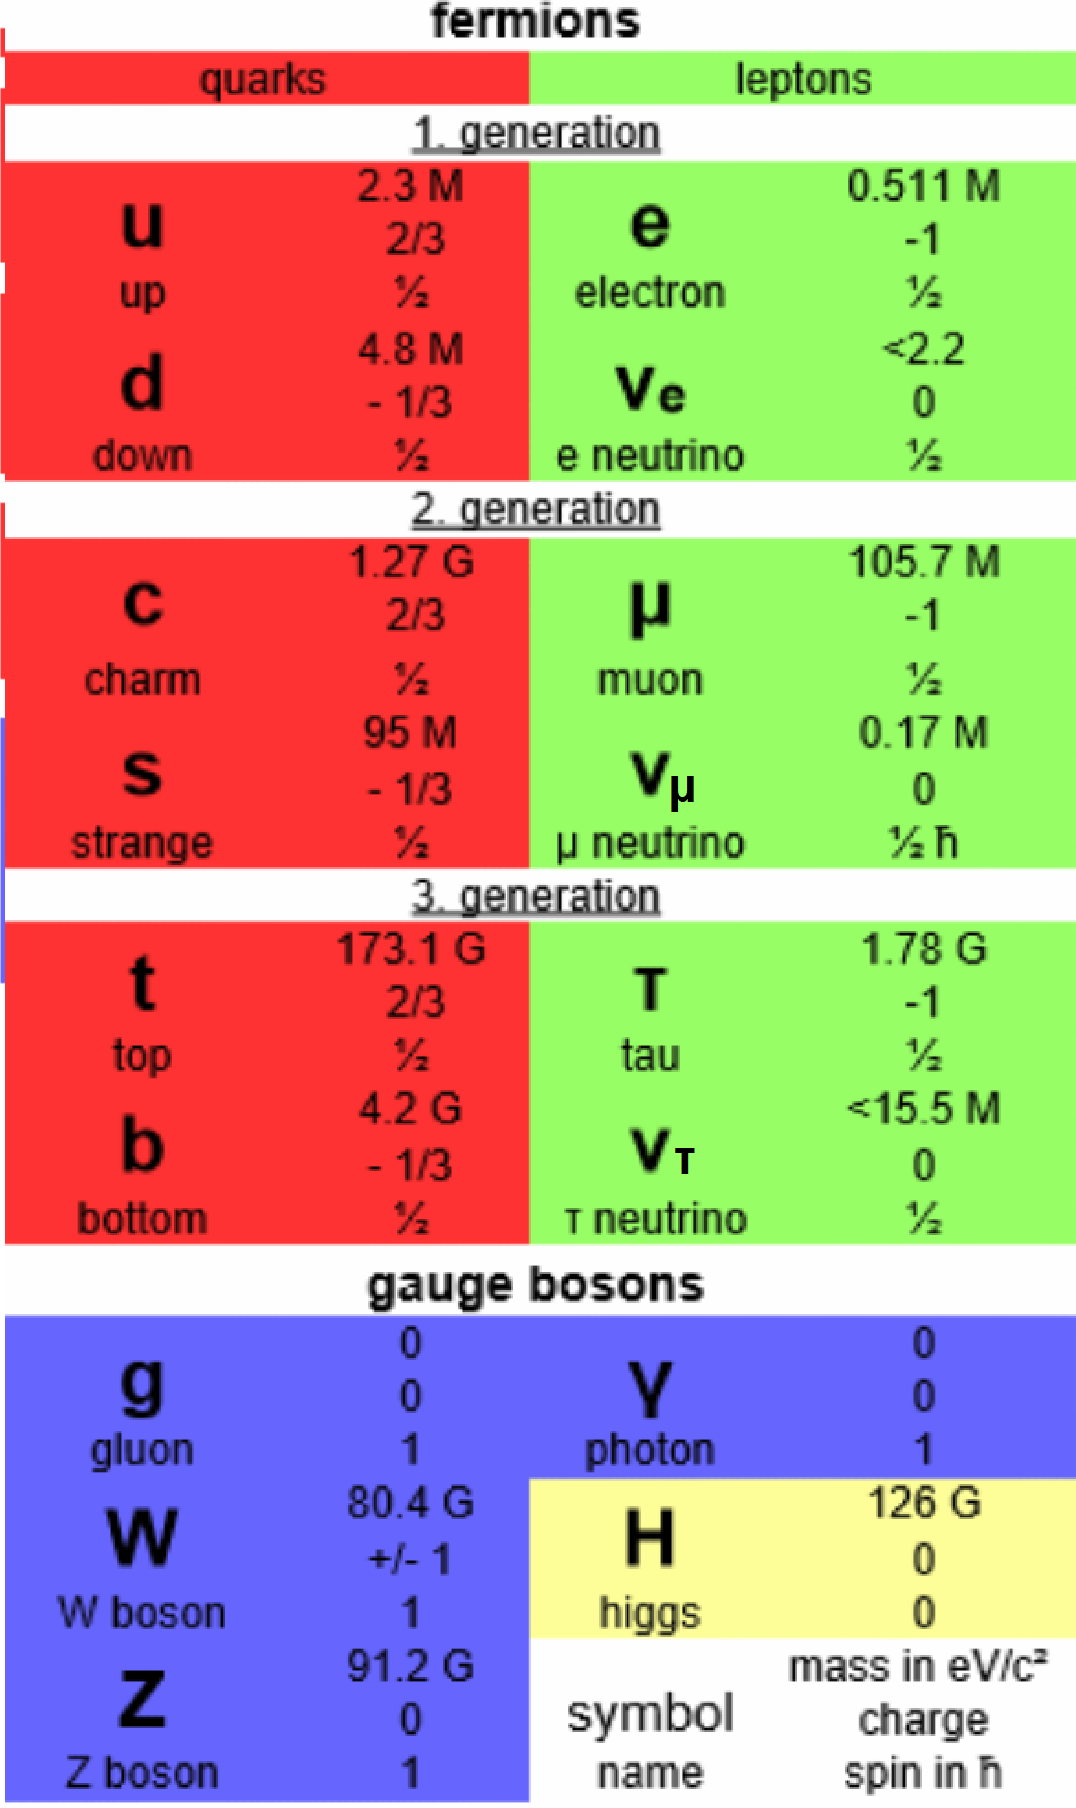 fermions
quarks leptons
1. generation
u 2.3 M e 0.511 M
2/3 -1
up ½ electron ½
d 4.8 M νe <2.2
- 1/3 0
down ½ e neutrino ½
2. generation
c 1.27 G μ 105.7 M
2/3 -1
charm ½ muon ½
s 95 M νμ 0.17 M
- 1/3 0
strange ½ μ neutrino ½ ħ
3. generation
t 173.1 G τ 1.78 G
2/3 -1
top ½ tau ½
b 4.2 G ντ <15.5 M
- 1/3 0
bottom ½ τ neutrino ½
gauge bosons
g 0 γ 0
0 0
gluon 1 photon 1
W 80.4 G H 126 G
+/- 1 0
W boson 1 higgs 0
Z 91.2 G symbol mass in eV/c²
0 charge
Z boson 1 name spin in ħ